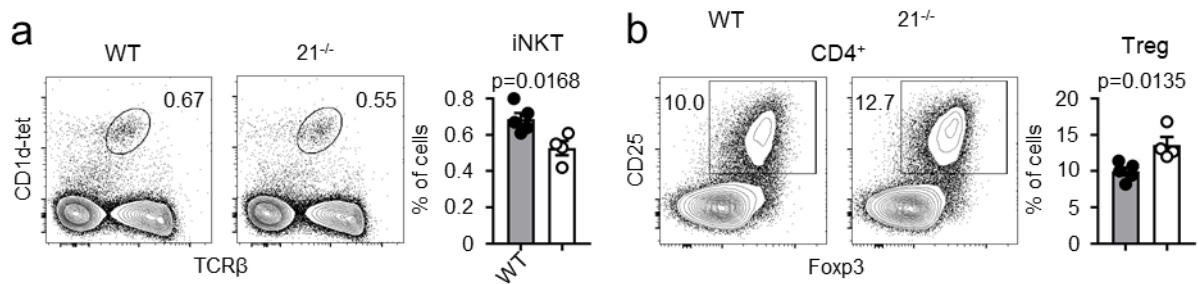 a
WT
21-/-
iNKT
p=0.0168
0.67
0.55
CD1d-tet
TCRβ
% of cells
0.8
0.6
0.4
0.2
0
WT
b
WT
21-/-
CD4+
Treg
p=0.0135
10.0
12.7
CD25
Foxp3
% of cells
20
15
10
5
0